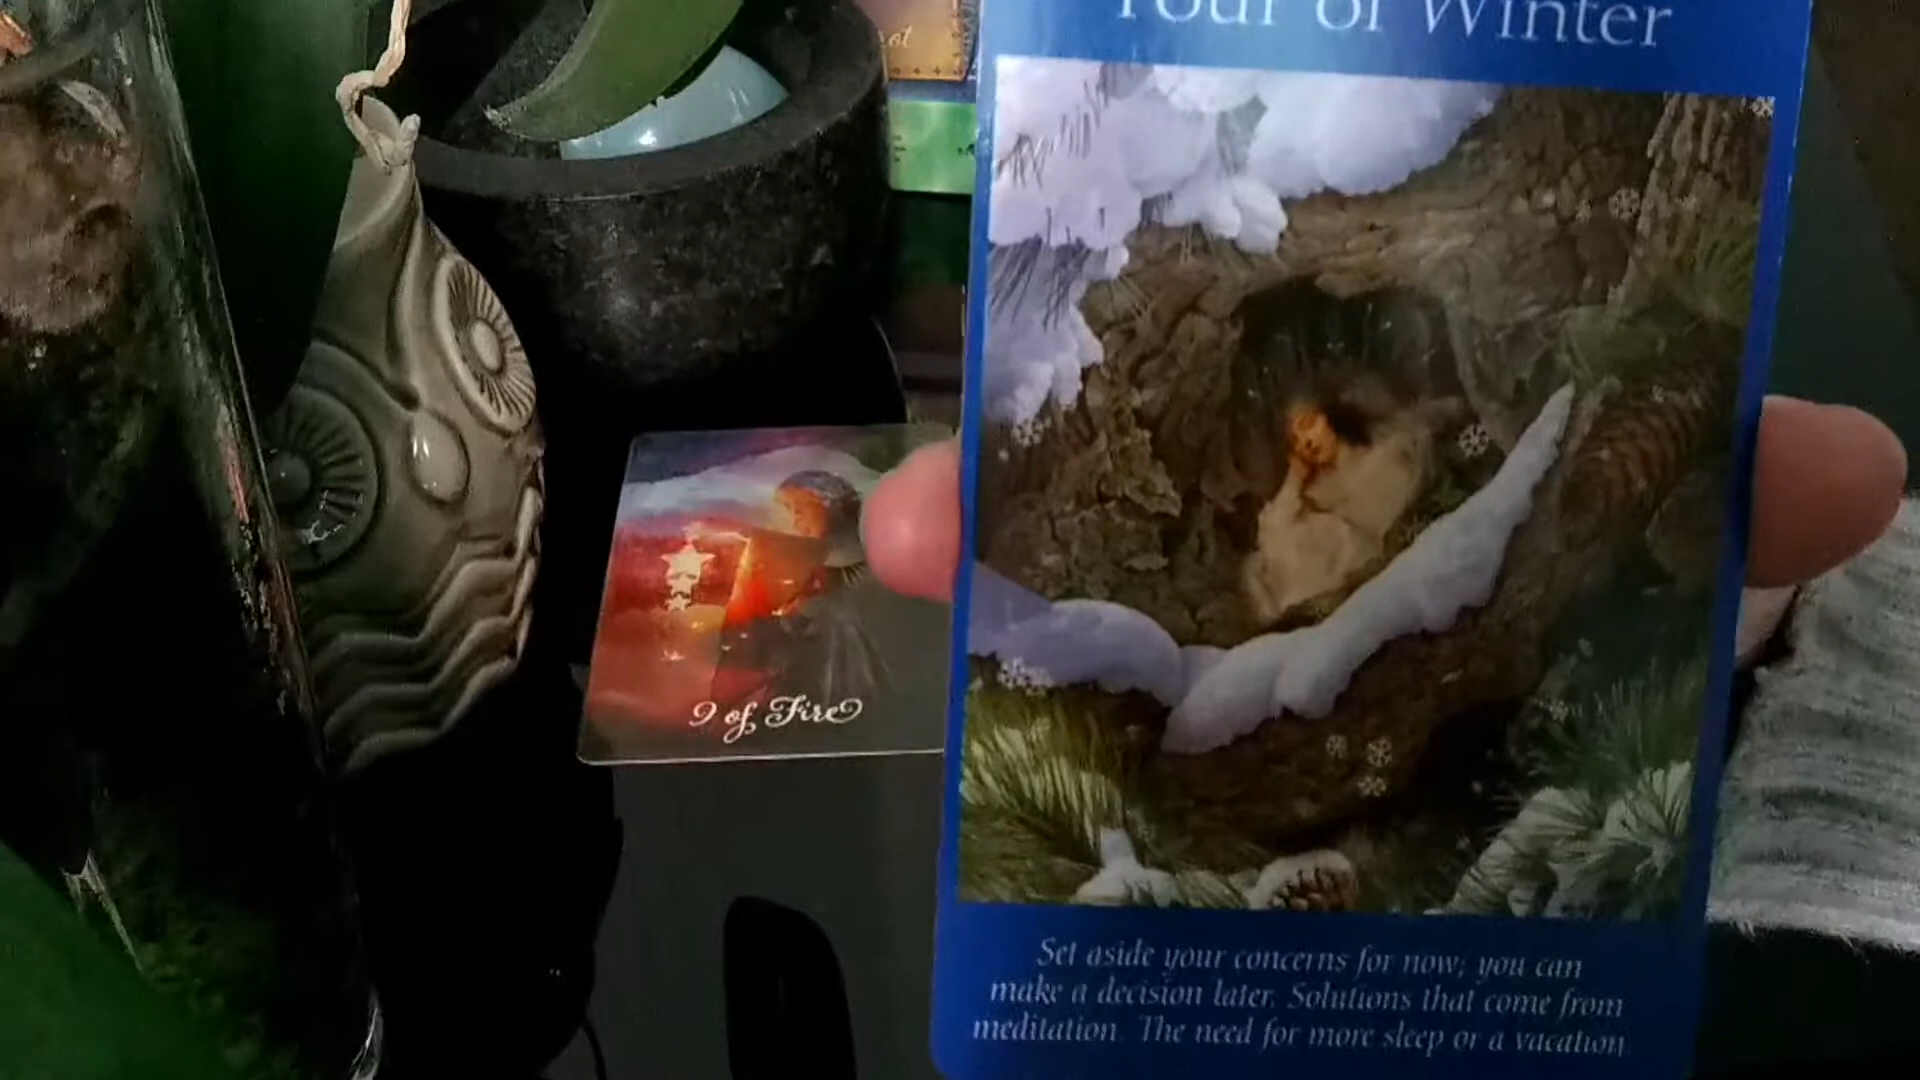 ot
Four of Winter
9 of Fire
Set aside your concerns for now; you can
make a decision later. Solutions that come from
meditation. The need for more sleep or a vacation.